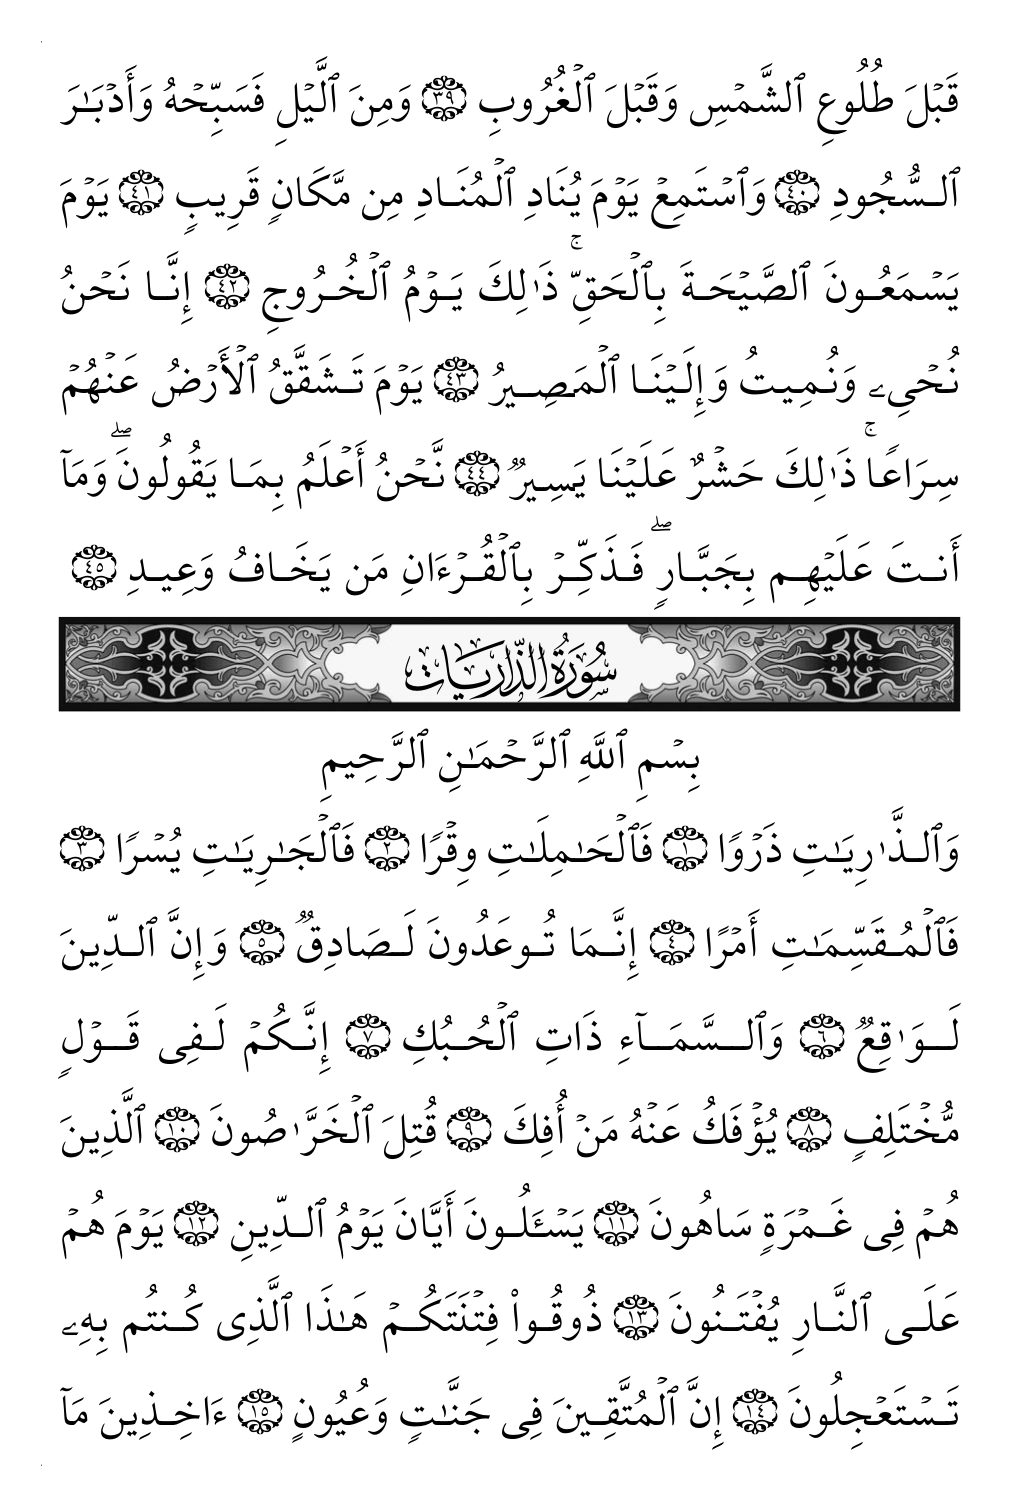 قَبۡلَ طُلُوعِ ٱلشَّمۡسِ وَقَبۡلَ ٱلۡغُرُوبِ ٣٩ وَمِنَ ٱلَّيۡلِ فَسَبِّحۡهُ وَأَدۡبَٰرَ
ٱلسُّجُودِ ٤٠ وَٱسۡتَمِعۡ يَوۡمَ يُنَادِ ٱلۡمُنَادِ مِن مَّكَانٖ قَرِيبٖ ٤١ يَوۡمَ
يَسۡمَعُونَ ٱلصَّيۡحَةَ بِٱلۡحَقِّۚ ذَٰلِكَ يَوۡمُ ٱلۡخُرُوجِ ٤٢ إِنَّا نَحۡنُ
نُحۡيِۦ وَنُمِيتُ وَإِلَيۡنَا ٱلۡمَصِيرُ ٤٣ يَوۡمَ تَشَقَّقُ ٱلۡأَرۡضُ عَنۡهُمۡ
سِرَاعٗاۚ ذَٰلِكَ حَشۡرٌ عَلَيۡنَا يَسِيرٞ ٤٤ نَّحۡنُ أَعۡلَمُ بِمَا يَقُولُونَۖ وَمَآ
أَنتَ عَلَيۡهِم بِجَبَّارٖۖ فَذَكِّرۡ بِٱلۡقُرۡءَانِ مَن يَخَافُ وَعِيدِ ٤٥
سُورَةُ الذَّارِيَات
بِسۡمِ ٱللَّهِ ٱلرَّحۡمَٰنِ ٱلرَّحِيمِ
وَٱلذَّٰرِيَٰتِ ذَرۡوٗا ١ فَٱلۡحَٰمِلَٰتِ وِقۡرٗا ٢ فَٱلۡجَٰرِيَٰتِ يُسۡرٗا ٣
فَٱلۡمُقَسِّمَٰتِ أَمۡرًا ٤ إِنَّمَا تُوعَدُونَ لَصَادِقٞ ٥ وَإِنَّ ٱلدِّينَ
لَوَٰقِعٞ ٦ وَٱلسَّمَآءِ ذَاتِ ٱلۡحُبُكِ ٧ إِنَّكُمۡ لَفِي قَوۡلٖ
مُّخۡتَلِفٖ ٨ يُؤۡفَكُ عَنۡهُ مَنۡ أُفِكَ ٩ قُتِلَ ٱلۡخَرَّٰصُونَ ١٠ ٱلَّذِينَ
هُمۡ فِي غَمۡرَةٖ سَاهُونَ ١١ يَسۡـَٔلُونَ أَيَّانَ يَوۡمُ ٱلدِّينِ ١٢ يَوۡمَ هُمۡ
عَلَى ٱلنَّارِ يُفۡتَنُونَ ١٣ ذُوقُواْ فِتۡنَتَكُمۡ هَٰذَا ٱلَّذِي كُنتُم بِهِۦ
تَسۡتَعۡجِلُونَ ١٤ إِنَّ ٱلۡمُتَّقِينَ فِي جَنَّٰتٖ وَعُيُونٍ ١٥ ءَاخِذِينَ مَآ